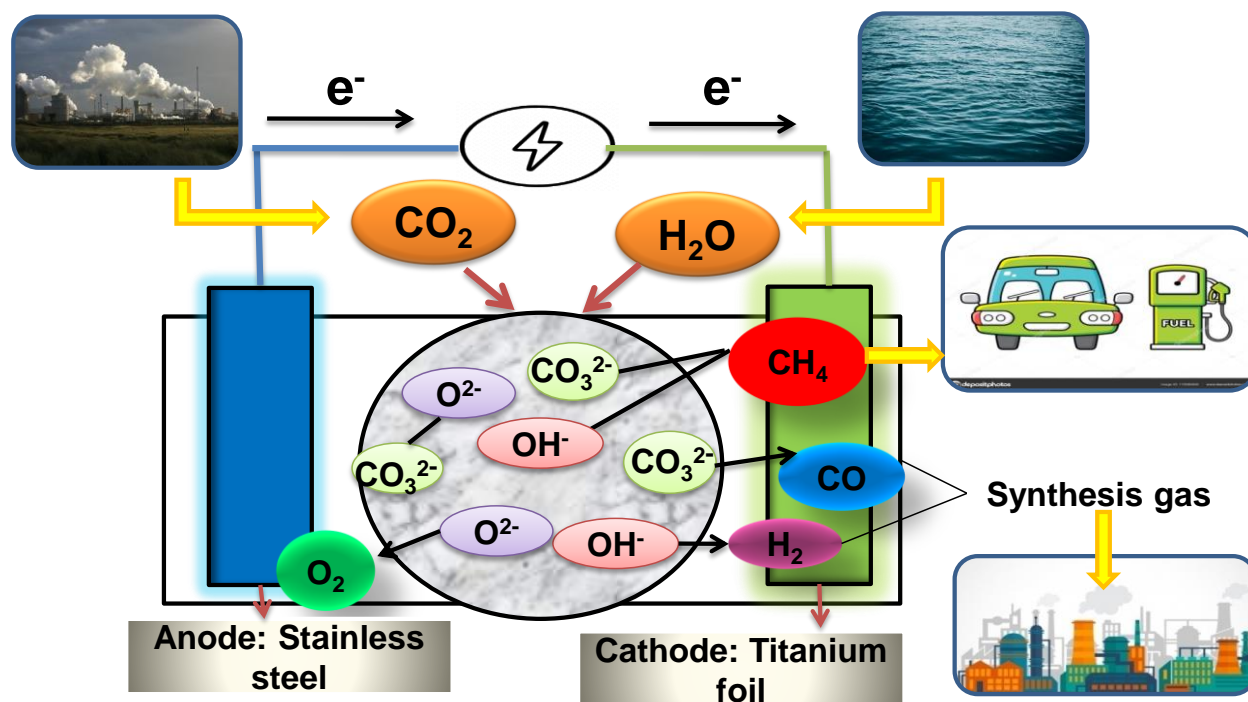 e⁻
e⁻
CO₂
H₂O
FUEL
depositphotos
CO₃²⁻
CH₄
O²⁻
OH⁻
CO₃²⁻
CO₃²⁻
CO
Synthesis gas
O²⁻
OH⁻
H₂
O₂
Anode: Stainless
steel
Cathode: Titanium
foil